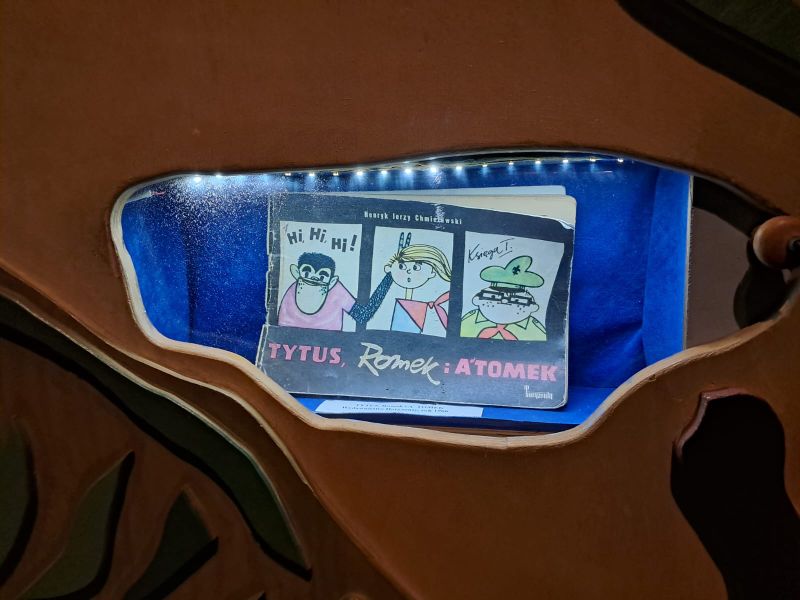 Henryk Jerzy Chmielewski
Hi, Hi, Hi!
Księga I.
TYTUS, Romek i A'TOMEK